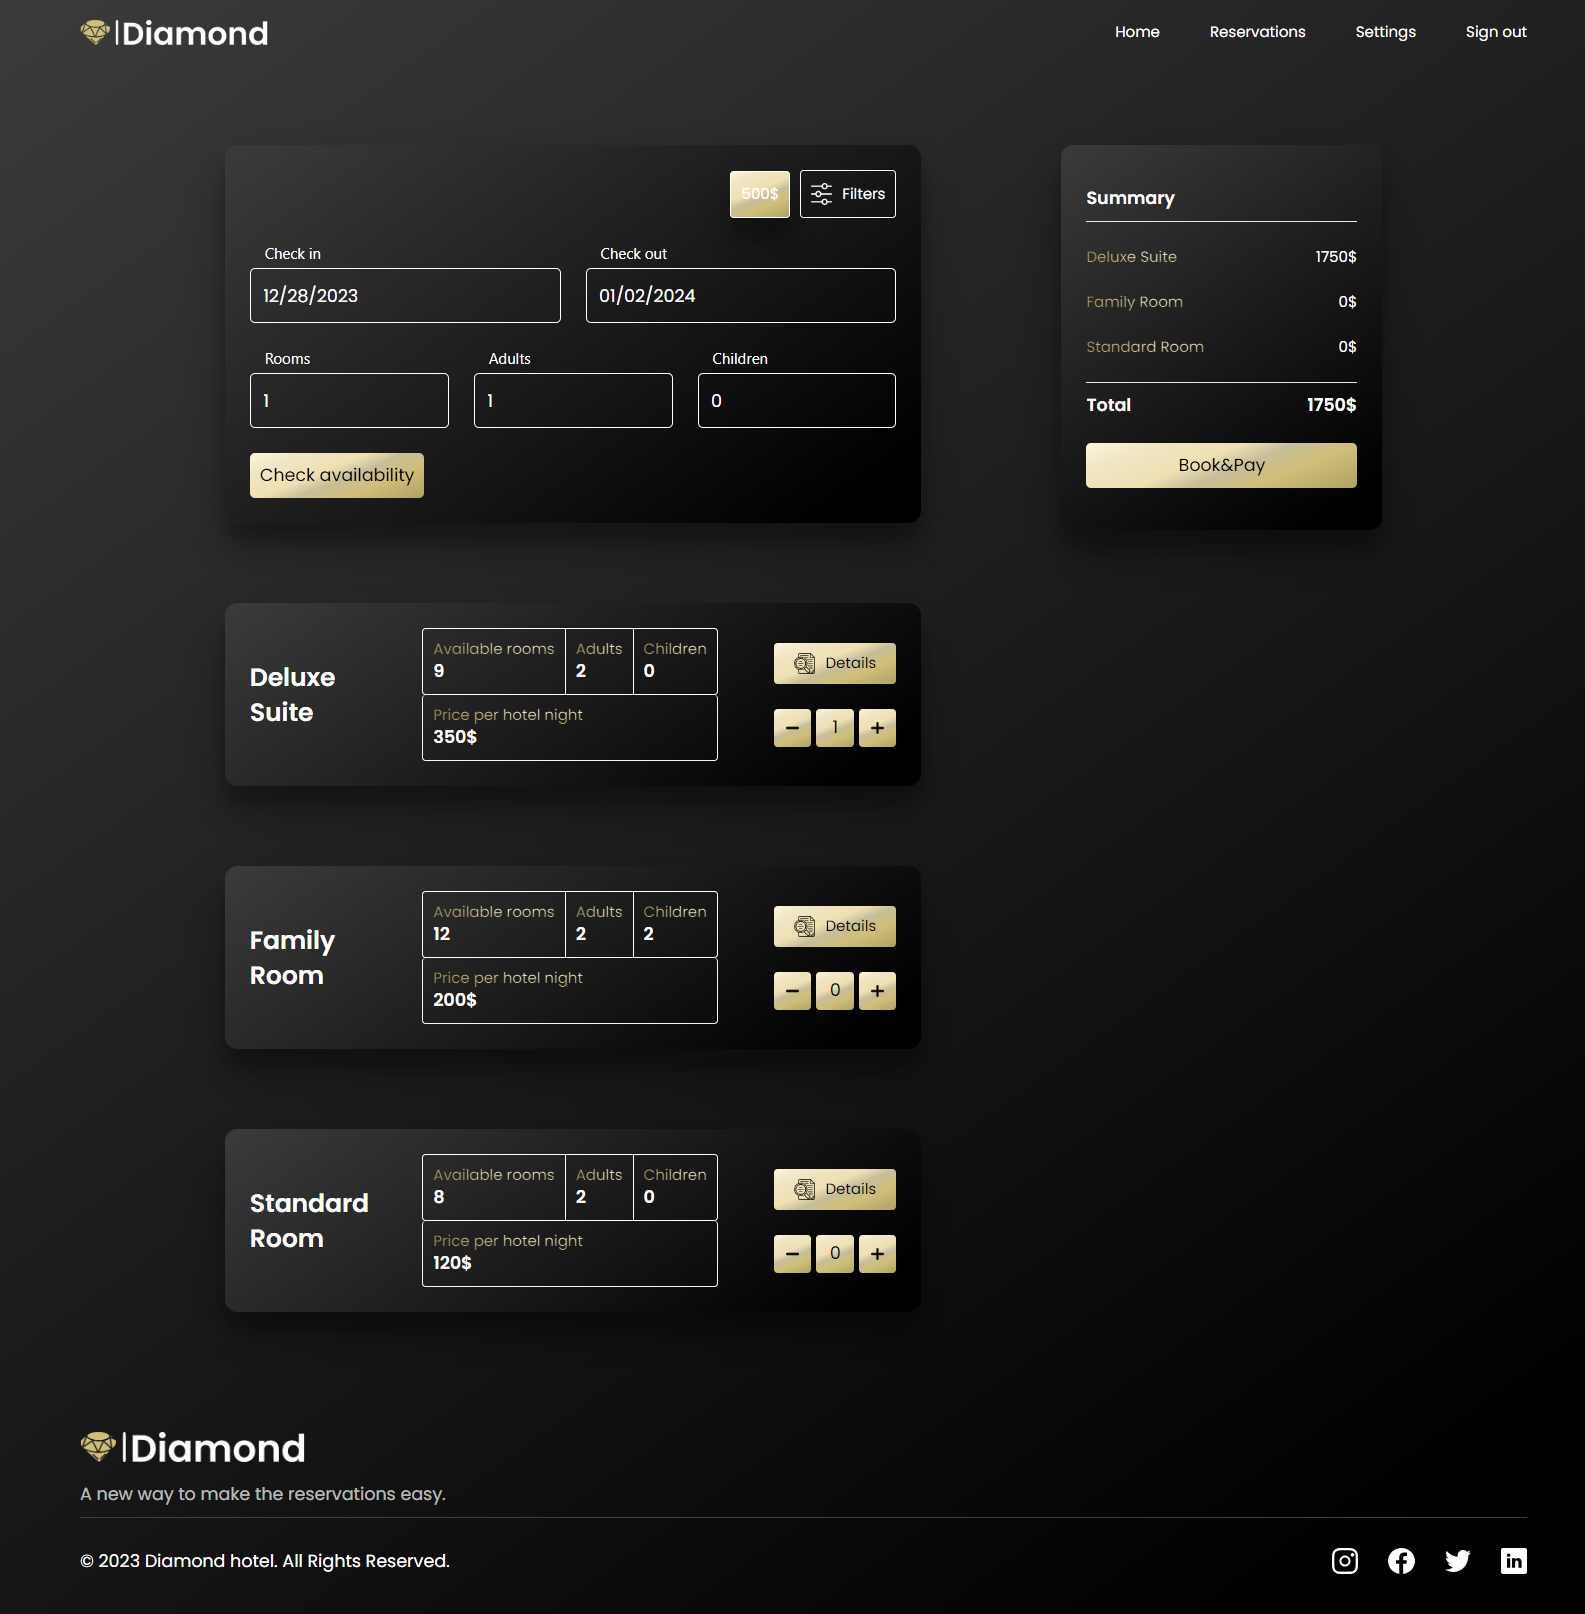 Diamond
Home Reservations Settings Sign out
500$ Filters
Check in Check out
12/28/2023 01/02/2024
Rooms Adults Children
1 1 0
Check availability
Summary
Deluxe Suite 1750$
Family Room 0$
Standard Room 0$
Total 1750$
Book&Pay
Deluxe
Suite
Available rooms Adults Children
9 2 0
Price per hotel night
350$
Details
1
Family
Room
Available rooms Adults Children
12 2 2
Price per hotel night
200$
Details
0
Standard
Room
Available rooms Adults Children
8 2 0
Price per hotel night
120$
Details
0
Diamond
A new way to make the reservations easy.
© 2023 Diamond hotel. All Rights Reserved.